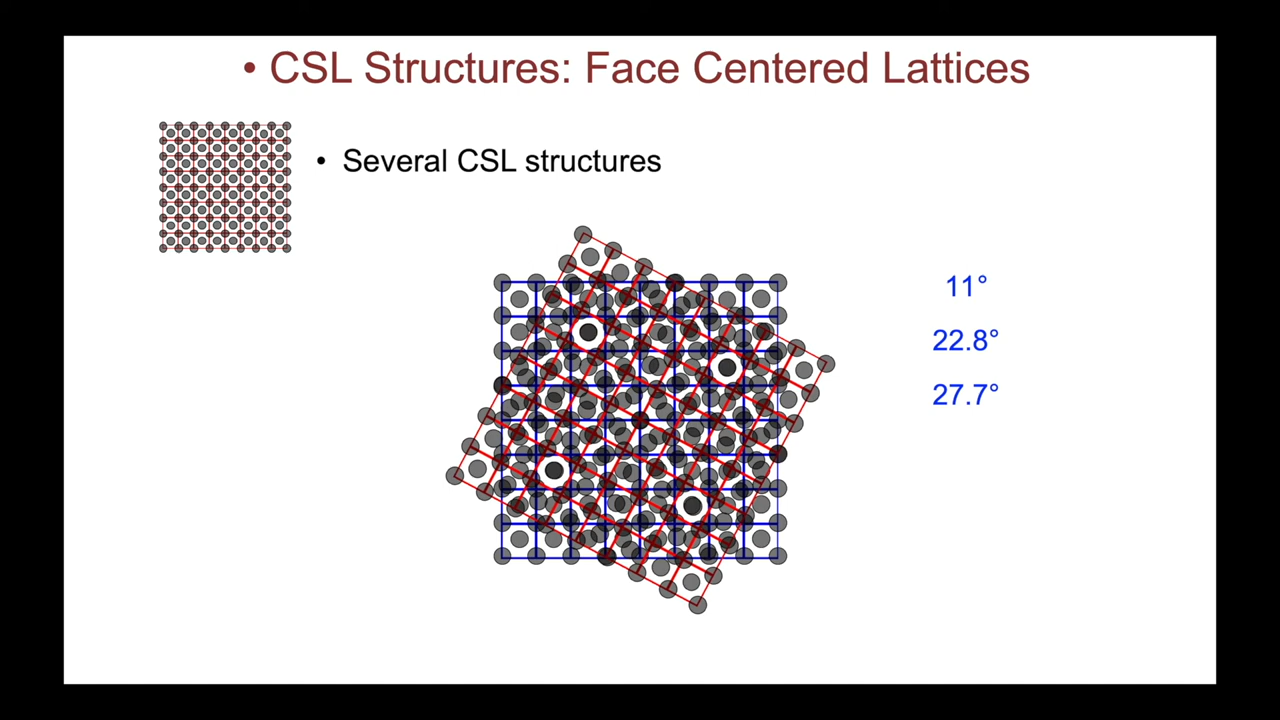 • CSL Structures: Face Centered Lattices
• Several CSL structures
11°
22.8°
27.7°